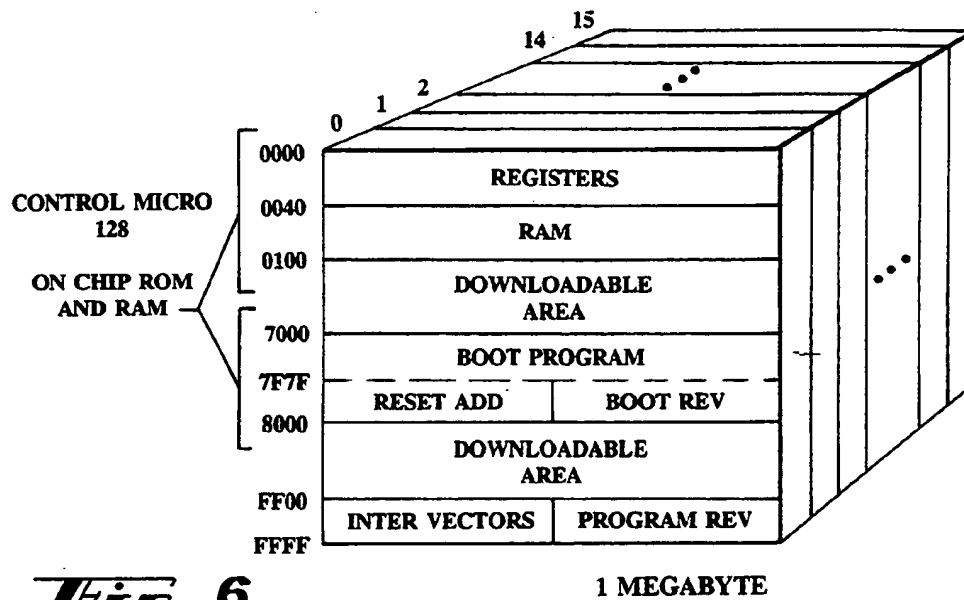 15
14
2
1
0
0000
REGISTERS
CONTROL MICRO
128
0040
RAM
0100
ON CHIP ROM
AND RAM
DOWNLOADABLE
AREA
7000
BOOT PROGRAM
7F7F
RESET ADD BOOT REV
8000
DOWNLOADABLE
AREA
FF00
INTER VECTORS PROGRAM REV
FFFF
1 MEGABYTE
Fig. 6